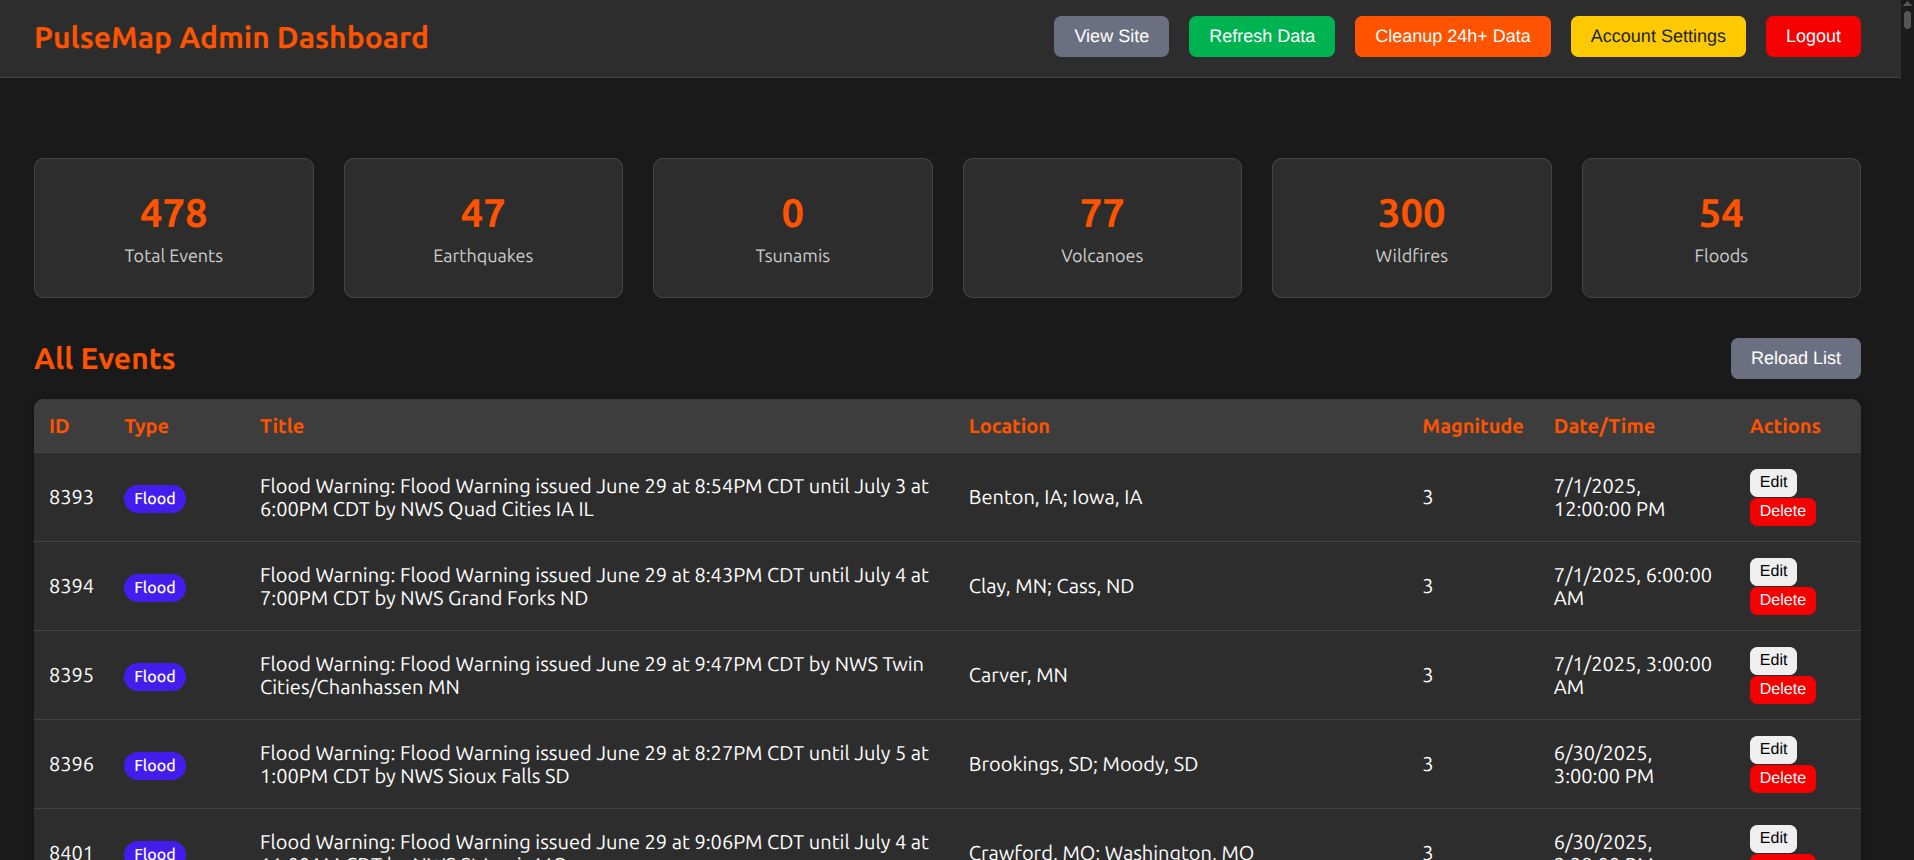 PulseMap Admin Dashboard
View Site
Refresh Data
Cleanup 24h+ Data
Account Settings
Logout
478
Total Events
47
Earthquakes
0
Tsunamis
77
Volcanoes
300
Wildfires
54
Floods
All Events
Reload List
ID Type Title Location Magnitude Date/Time Actions
8393
Flood
Flood Warning: Flood Warning issued June 29 at 8:54PM CDT until July 3 at
6:00PM CDT by NWS Quad Cities IA IL
Benton, IA; Iowa, IA
3
7/1/2025,
12:00:00 PM
Edit
Delete
8394
Flood
Flood Warning: Flood Warning issued June 29 at 8:43PM CDT until July 4 at
7:00PM CDT by NWS Grand Forks ND
Clay, MN; Cass, ND
3
7/1/2025, 6:00:00
AM
Edit
Delete
8395
Flood
Flood Warning: Flood Warning issued June 29 at 9:47PM CDT by NWS Twin
Cities/Chanhassen MN
Carver, MN
3
7/1/2025, 3:00:00
AM
Edit
Delete
8396
Flood
Flood Warning: Flood Warning issued June 29 at 8:27PM CDT until July 5 at
1:00PM CDT by NWS Sioux Falls SD
Brookings, SD; Moody, SD
3
6/30/2025,
3:00:00 PM
Edit
Delete
8401
Flood
Flood Warning: Flood Warning issued June 29 at 9:06PM CDT until July 4 at
Crawford, MO; Washington, MO
3
6/30/2025,
Edit